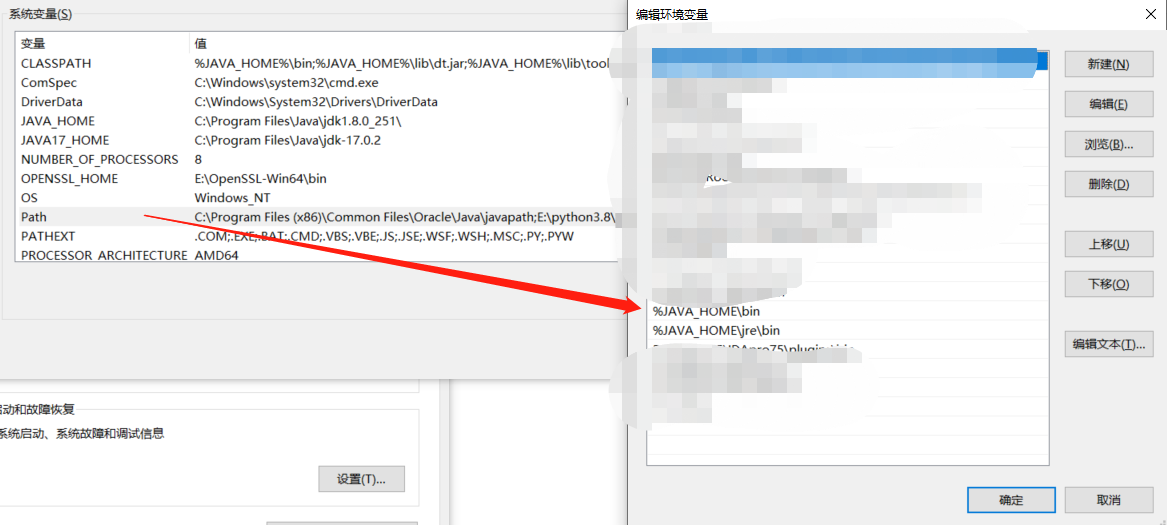 系统变量(S)
变量 值
CLASSPATH %JAVA_HOME%\bin;%JAVA_HOME%\lib\dt.jar;%JAVA_HOME%\lib\tool
ComSpec C:\Windows\system32\cmd.exe
DriverData C:\Windows\System32\Drivers\DriverData
JAVA_HOME C:\Program Files\Java\jdk1.8.0_251\
JAVA17_HOME C:\Program Files\Java\jdk-17.0.2
NUMBER_OF_PROCESSORS 8
OPENSSL_HOME E:\OpenSSL-Win64\bin
OS Windows_NT
Path C:\Program Files (x86)\Common Files\Oracle\Java\javapath;E:\python3.8\
PATHEXT .COM;.EXE;.BAT;.CMD;.VBS;.VBE;.JS;.JSE;.WSF;.WSH;.MSC;.PY;.PYW
PROCESSOR_ARCHITECTURE AMD64
动和故障恢复
系统启动、系统故障和调试信息
设置(T)...
编辑环境变量
%JAVA_HOME\bin
%JAVA_HOME\jre\bin
新建(N)
编辑(E)
浏览(B)...
删除(D)
上移(U)
下移(O)
编辑文本(T)...
确定
取消